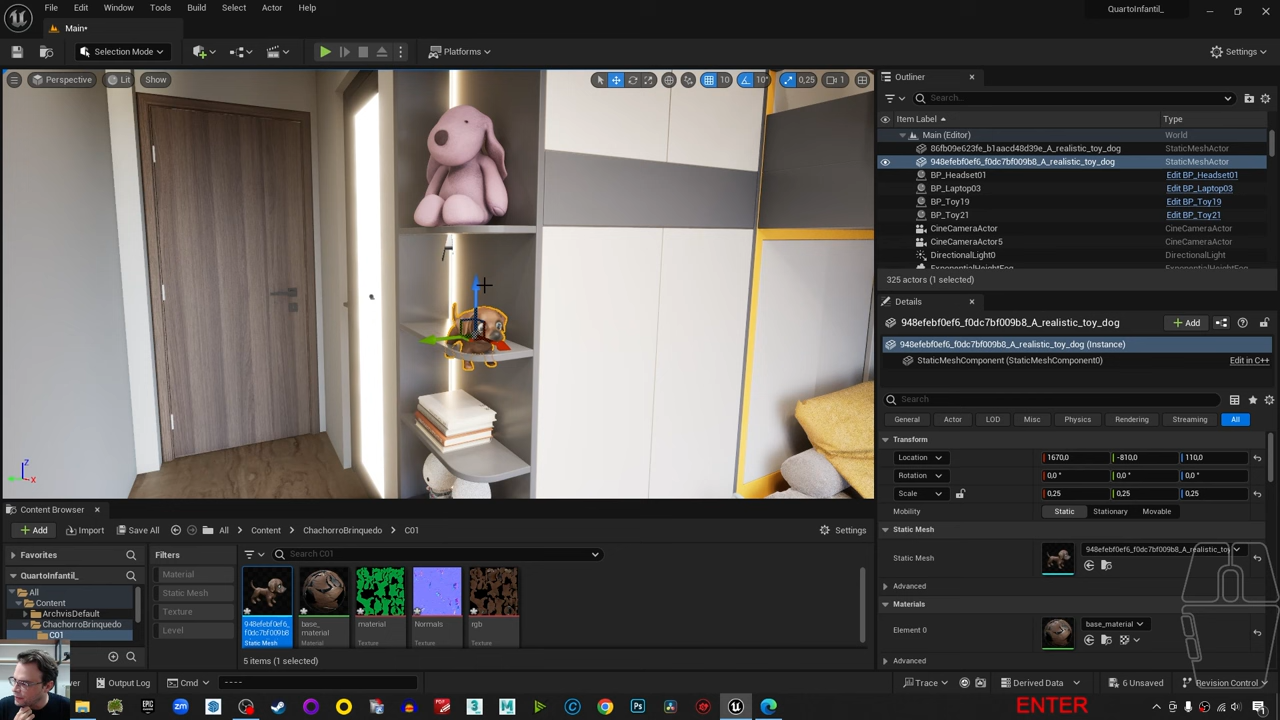 File Edit Window Tools Build Select Actor Help
QuartoInfantil_
Main*
Selection Mode
Platforms
Settings
Perspective Lit Show
10 10° 0,25 1
Outliner
Search...
Item Label Type
Main (Editor) World
86fb09e623fe_b1aacd48d39e_A_realistic_toy_dog StaticMeshActor
948efebf0ef6_f0dc7bf009b8_A_realistic_toy_dog StaticMeshActor
BP_Headset01 Edit BP_Headset01
BP_Laptop03 Edit BP_Laptop03
BP_Toy19 Edit BP_Toy19
BP_Toy21 Edit BP_Toy21
CineCameraActor CineCameraActor
CineCameraActor5 CineCameraActor
DirectionalLight0 DirectionalLight
325 actors (1 selected)
Details
948efebf0ef6_f0dc7bf009b8_A_realistic_toy_dog
Add
948efebf0ef6_f0dc7bf009b8_A_realistic_toy_dog (Instance)
StaticMeshComponent (StaticMeshComponent0) Edit in C++
Search
General Actor LOD Misc Physics Rendering Streaming All
Transform
Location 1670,0 -810,0 110,0
Rotation 0,0° 0,0° 0,0°
Scale 0,25 0,25 0,25
Mobility Static Stationary Movable
Static Mesh
Static Mesh 948efebf0ef6_f0dc7bf009b8_A_realistic_toy
Advanced
Materials
Element 0 base_material
Advanced
z
x
Content Browser
Add Import Save All All Content ChachorroBrinquedo C01 Settings
Favorites
QuartoInfantil_
All
Content
ArchvisDefault
ChachorroBrinquedo
C01
Filters
Material
Static Mesh
Texture
Level
Search C01
948efebf0ef6_f0dc7bf009b8
Static Mesh
base_material
Material
material
Texture
Normals
Texture
rgb
Texture
5 items (1 selected)
Output Log Cmd ----
Trace Derived Data 6 Unsaved Revision Control
ENTER